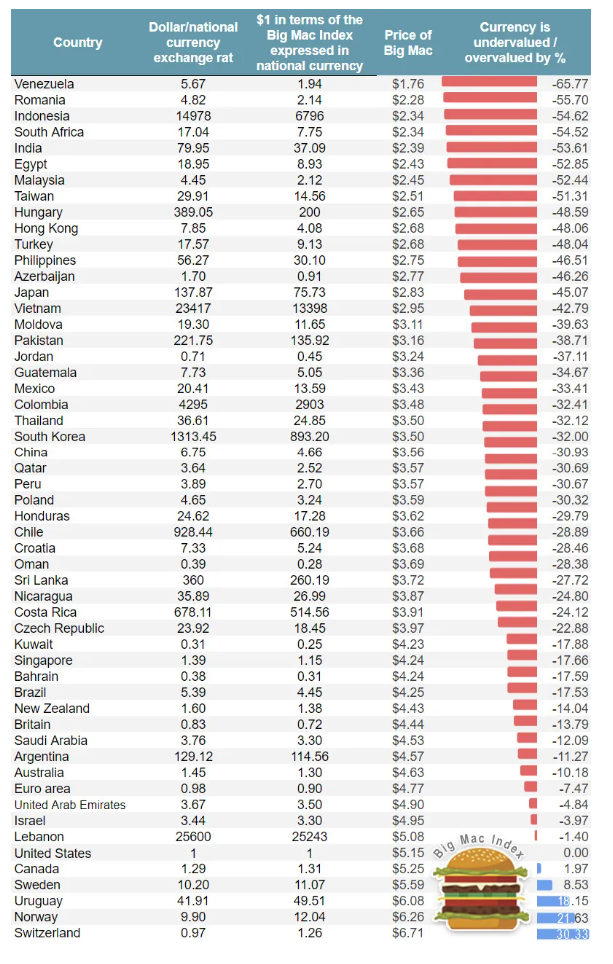 Country
Dollar/national currency exchange rat
$1 in terms of the Big Mac Index expressed in national currency
Price of Big Mac
Currency is undervalued / overvalued by %
Venezuela 5.67 1.94 $1.76 -65.77
Romania 4.82 2.14 $2.28 -55.70
Indonesia 14978 6796 $2.34 -54.62
South Africa 17.04 7.75 $2.34 -54.52
India 79.95 37.09 $2.39 -53.61
Egypt 18.95 8.93 $2.43 -52.85
Malaysia 4.45 2.12 $2.45 -52.44
Taiwan 29.91 14.56 $2.51 -51.31
Hungary 389.05 200 $2.65 -48.59
Hong Kong 7.85 4.08 $2.68 -48.06
Turkey 17.57 9.13 $2.68 -48.04
Philippines 56.27 30.10 $2.75 -46.51
Azerbaijan 1.70 0.91 $2.77 -46.26
Japan 137.87 75.73 $2.83 -45.07
Vietnam 23417 13398 $2.95 -42.79
Moldova 19.30 11.65 $3.11 -39.63
Pakistan 221.75 135.92 $3.16 -38.71
Jordan 0.71 0.45 $3.24 -37.11
Guatemala 7.73 5.05 $3.36 -34.67
Mexico 20.41 13.59 $3.43 -33.41
Colombia 4295 2903 $3.48 -32.41
Thailand 36.61 24.85 $3.50 -32.12
South Korea 1313.45 893.20 $3.50 -32.00
China 6.75 4.66 $3.56 -30.93
Qatar 3.64 2.52 $3.57 -30.69
Peru 3.89 2.70 $3.57 -30.67
Poland 4.65 3.24 $3.59 -30.32
Honduras 24.62 17.28 $3.62 -29.79
Chile 928.44 660.19 $3.66 -28.89
Croatia 7.33 5.24 $3.68 -28.46
Oman 0.39 0.28 $3.69 -28.38
Sri Lanka 360 260.19 $3.72 -27.72
Nicaragua 35.89 26.99 $3.87 -24.80
Costa Rica 678.11 514.56 $3.91 -24.12
Czech Republic 23.92 18.45 $3.97 -22.88
Kuwait 0.31 0.25 $4.23 -17.88
Singapore 1.39 1.15 $4.24 -17.66
Bahrain 0.38 0.31 $4.24 -17.59
Brazil 5.39 4.45 $4.25 -17.53
New Zealand 1.60 1.38 $4.43 -14.04
Britain 0.83 0.72 $4.44 -13.79
Saudi Arabia 3.76 3.30 $4.53 -12.09
Argentina 129.12 114.56 $4.57 -11.27
Australia 1.45 1.30 $4.63 -10.18
Euro area 0.98 0.90 $4.77 -7.47
United Arab Emirates 3.67 3.50 $4.90 -4.84
Israel 3.44 3.30 $4.95 -3.97
Lebanon 25600 25243 $5.08 -1.40
United States 1 1 $5.15 0.00
Canada 1.29 1.31 $5.25 1.97
Sweden 10.20 11.07 $5.59 8.53
Uruguay 41.91 49.51 $6.08 18.15
Norway 9.90 12.04 $6.26 21.63
Switzerland 0.97 1.26 $6.71 30.33
Big Mac Index